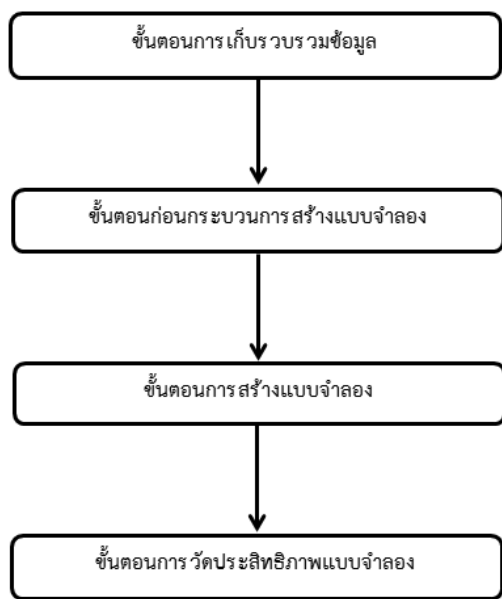 ขั้นตอนการเก็บรวบรวมข้อมูล
ขั้นตอนก่อนกระบวนการสร้างแบบจำลอง
ขั้นตอนการสร้างแบบจำลอง
ขั้นตอนการวัดประสิทธิภาพแบบจำลอง